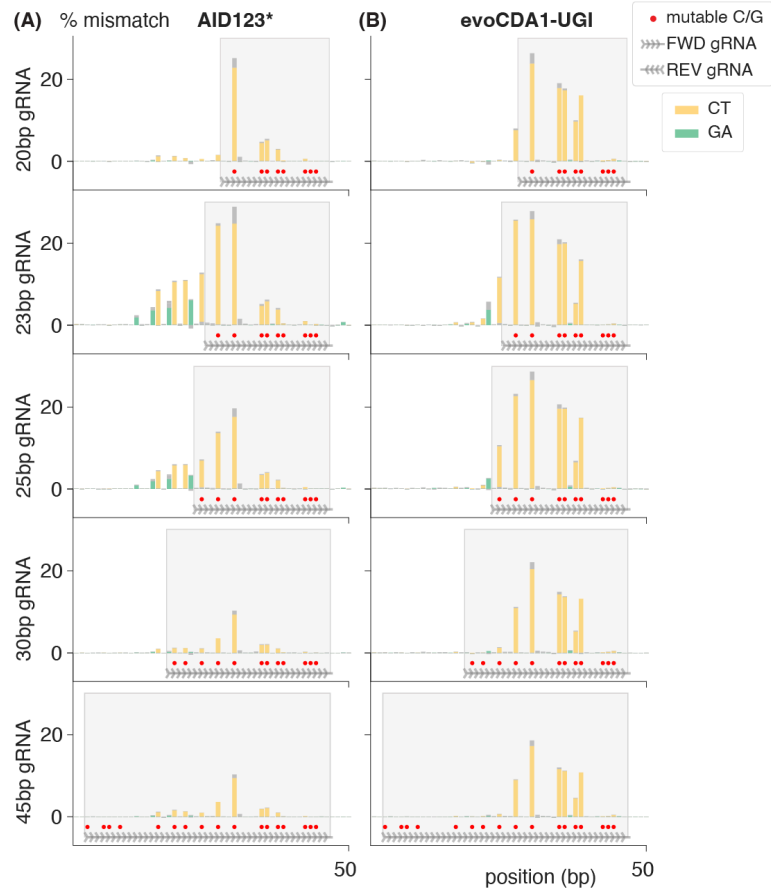 (A) % mismatch AID123*
(B) evoCDA1-UGI
mutable C/G
FWD gRNA
REV gRNA
CT
GA
20bp gRNA
20
0
23bp gRNA
20
0
25bp gRNA
20
0
30bp gRNA
20
0
45bp gRNA
20
0
50
position (bp)
50